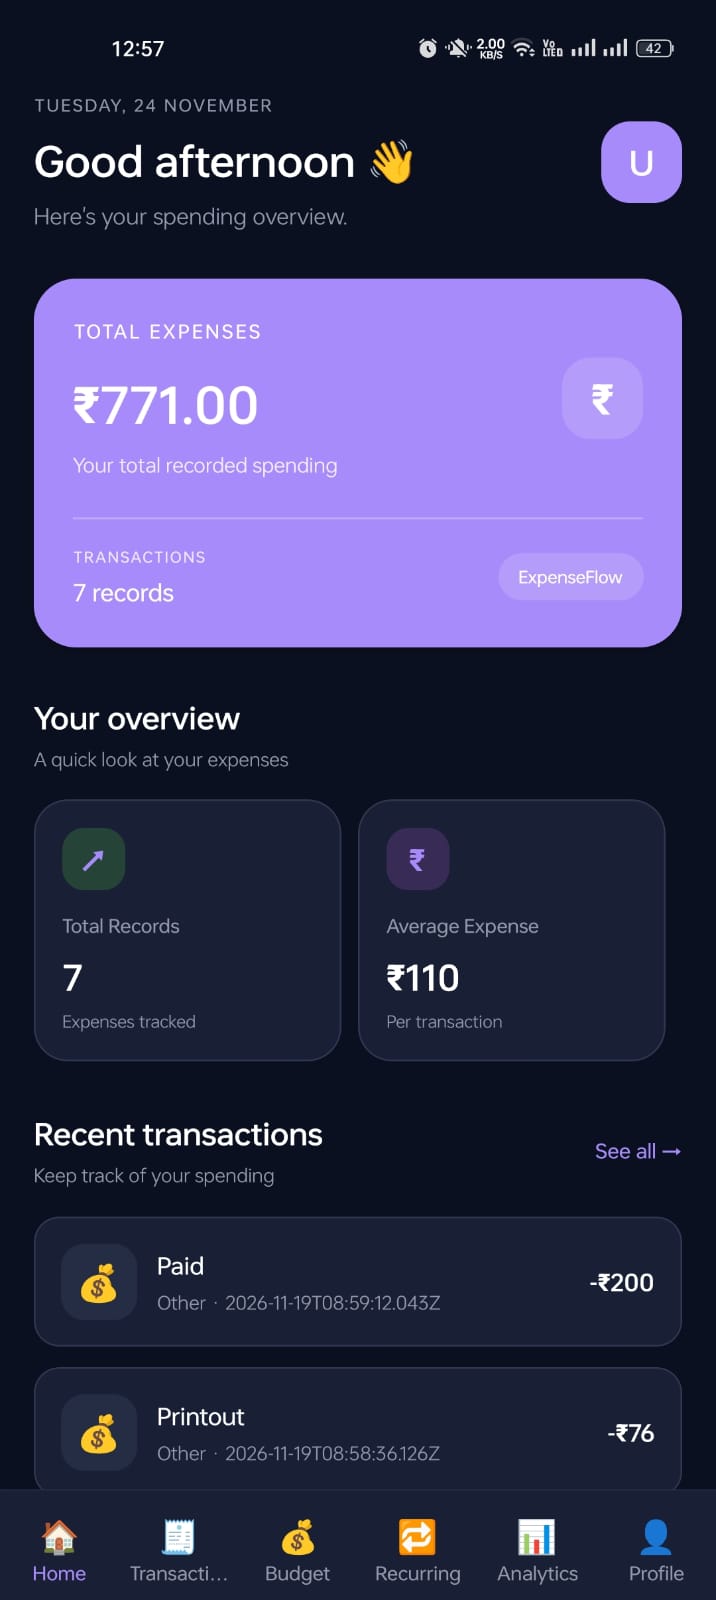 12:57
2.00 KB/S
Vo LTED
42
TUESDAY, 24 NOVEMBER
Good afternoon 👋
U
Here's your spending overview.
TOTAL EXPENSES
₹771.00
₹
Your total recorded spending
TRANSACTIONS
7 records
ExpenseFlow
Your overview
A quick look at your expenses
Total Records
7
Expenses tracked
₹
Average Expense
₹110
Per transaction
Recent transactions
See all →
Keep track of your spending
Paid
Other · 2026-11-19T08:59:12.043Z
-₹200
Printout
Other · 2026-11-19T08:58:36.126Z
-₹76
Home
Transacti...
Budget
Recurring
Analytics
Profile